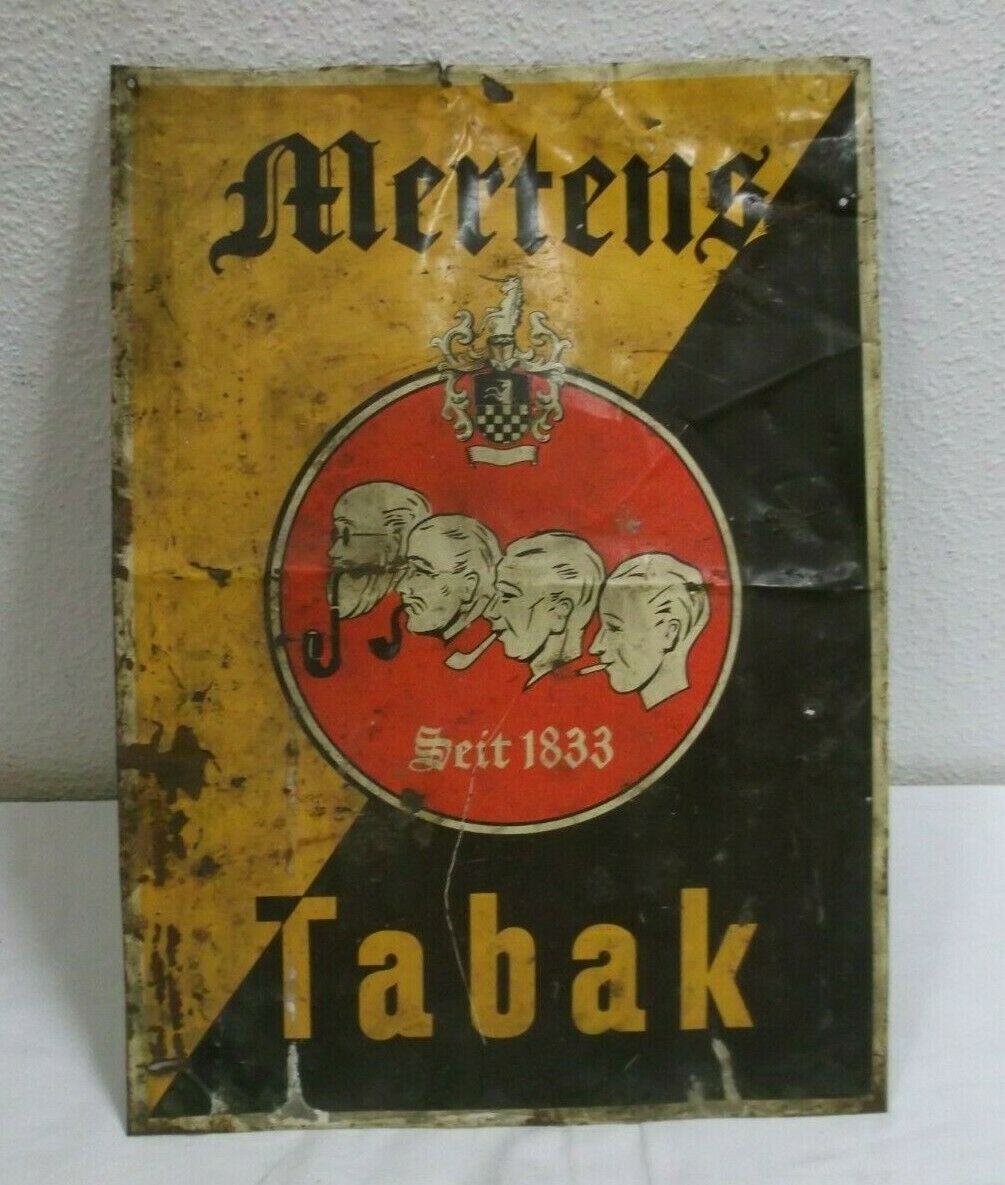 Mertens
Seit 1833
Tabak